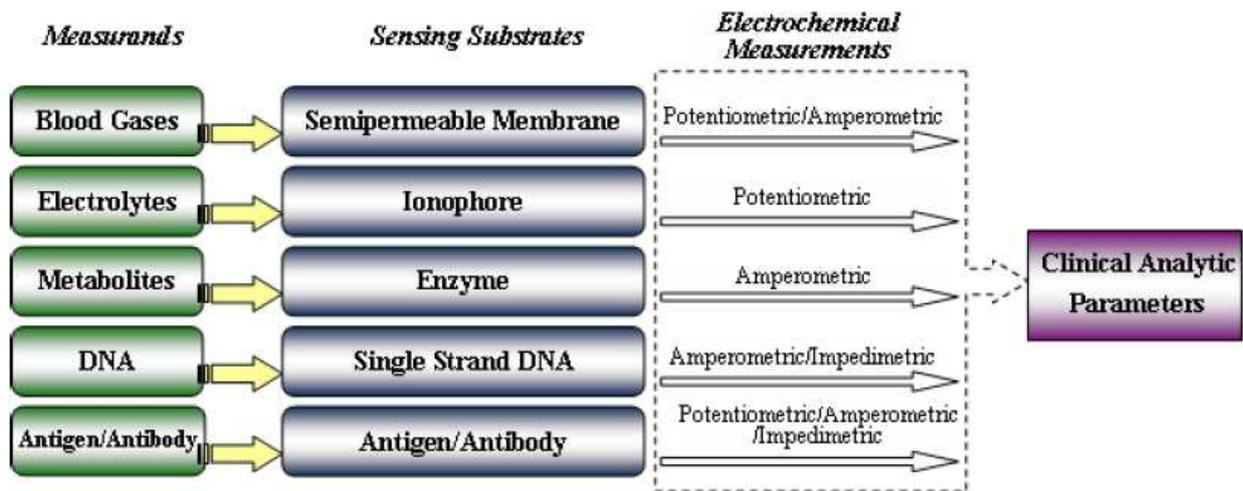 Measurands
Sensing Substrates
Electrochemical
Measurements
Blood Gases
Semipermeable Membrane
Potentiometric/Amperometric
Electrolytes
Ionophore
Potentiometric
Metabolites
Enzyme
Amperometric
Clinical Analytic
Parameters
DNA
Single Strand DNA
Amperometric/Impedimetric
Antigen/Antibody
Antigen/Antibody
Potentiometric/Amperometric
/Impedimetric